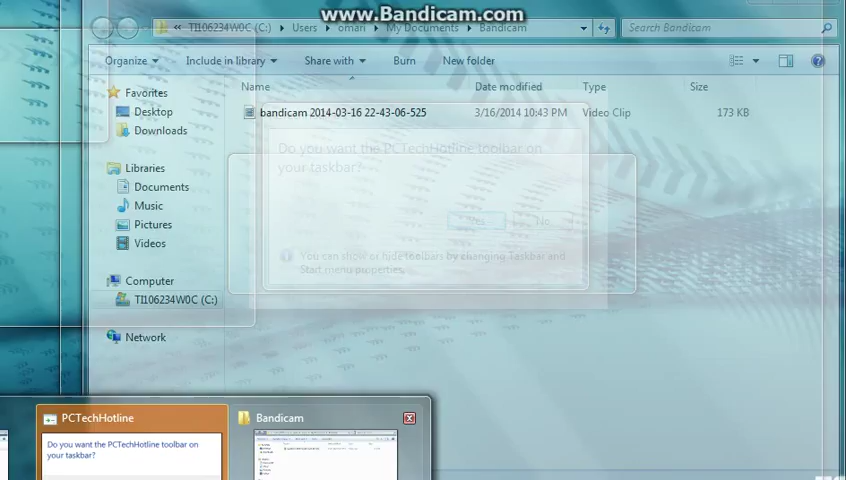 www.Bandicam.com
« TI106234W0C (C:) Users omari My Documents Bandicam
Search Bandicam
Organize Include in library Share with Burn New folder
Name Date modified Type Size
Favorites
Desktop
Downloads
bandicam 2014-03-16 22-43-06-525 3/16/2014 10:43 PM Video Clip 173 KB
Do you want the PCTechHotline toolbar on
your taskbar?
Yes No
You can show or hide toolbars by changing Taskbar and
Start menu properties.
Libraries
Documents
Music
Pictures
Videos
Computer
TI106234W0C (C:)
Network
PCTechHotline
Do you want the PCTechHotline toolbar on
your taskbar?
Bandicam